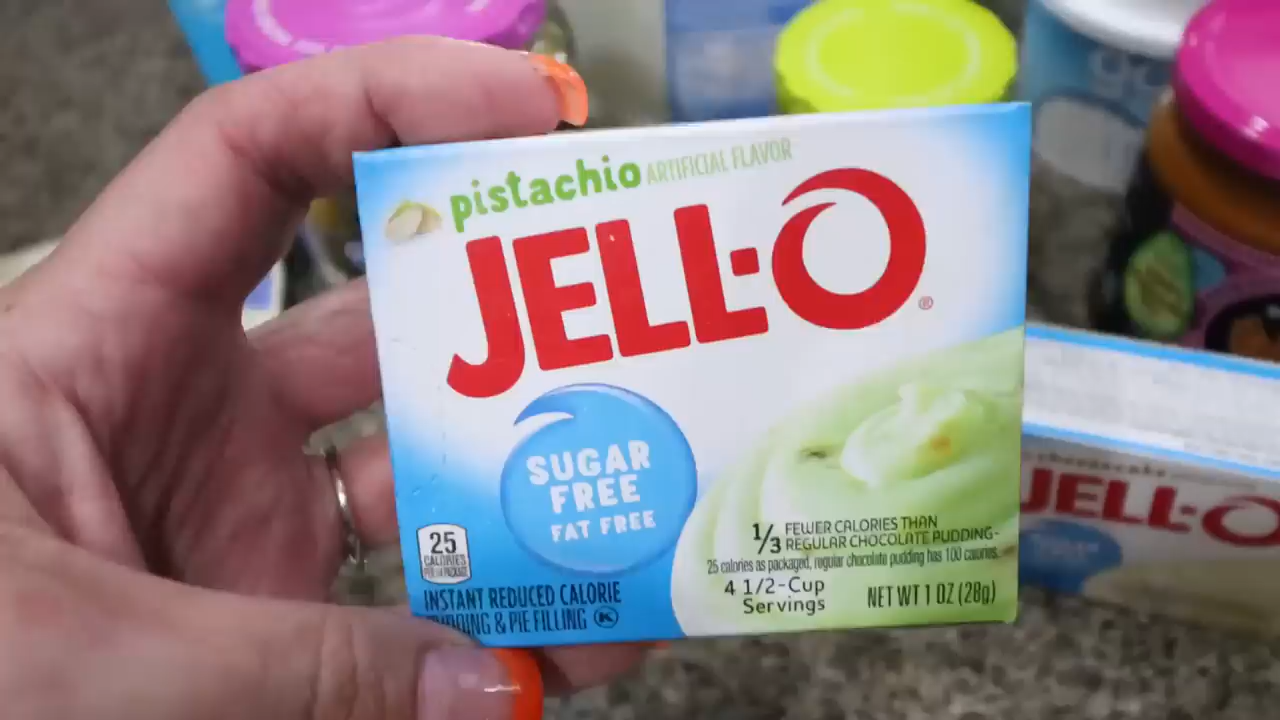 pistachio ARTIFICIAL FLAVOR
JELL-O®
SUGAR
FREE
FAT FREE
25
CALORIES
1/3 FEWER CALORIES THAN
REGULAR CHOCOLATE PUDDING-
25 calories as packaged, regular chocolate pudding has 100 calories.
4 1/2-Cup
Servings
NET WT 1 OZ (28g)
INSTANT REDUCED CALORIE
PUDDING & PIE FILLING K
cheesecake
JELL-O